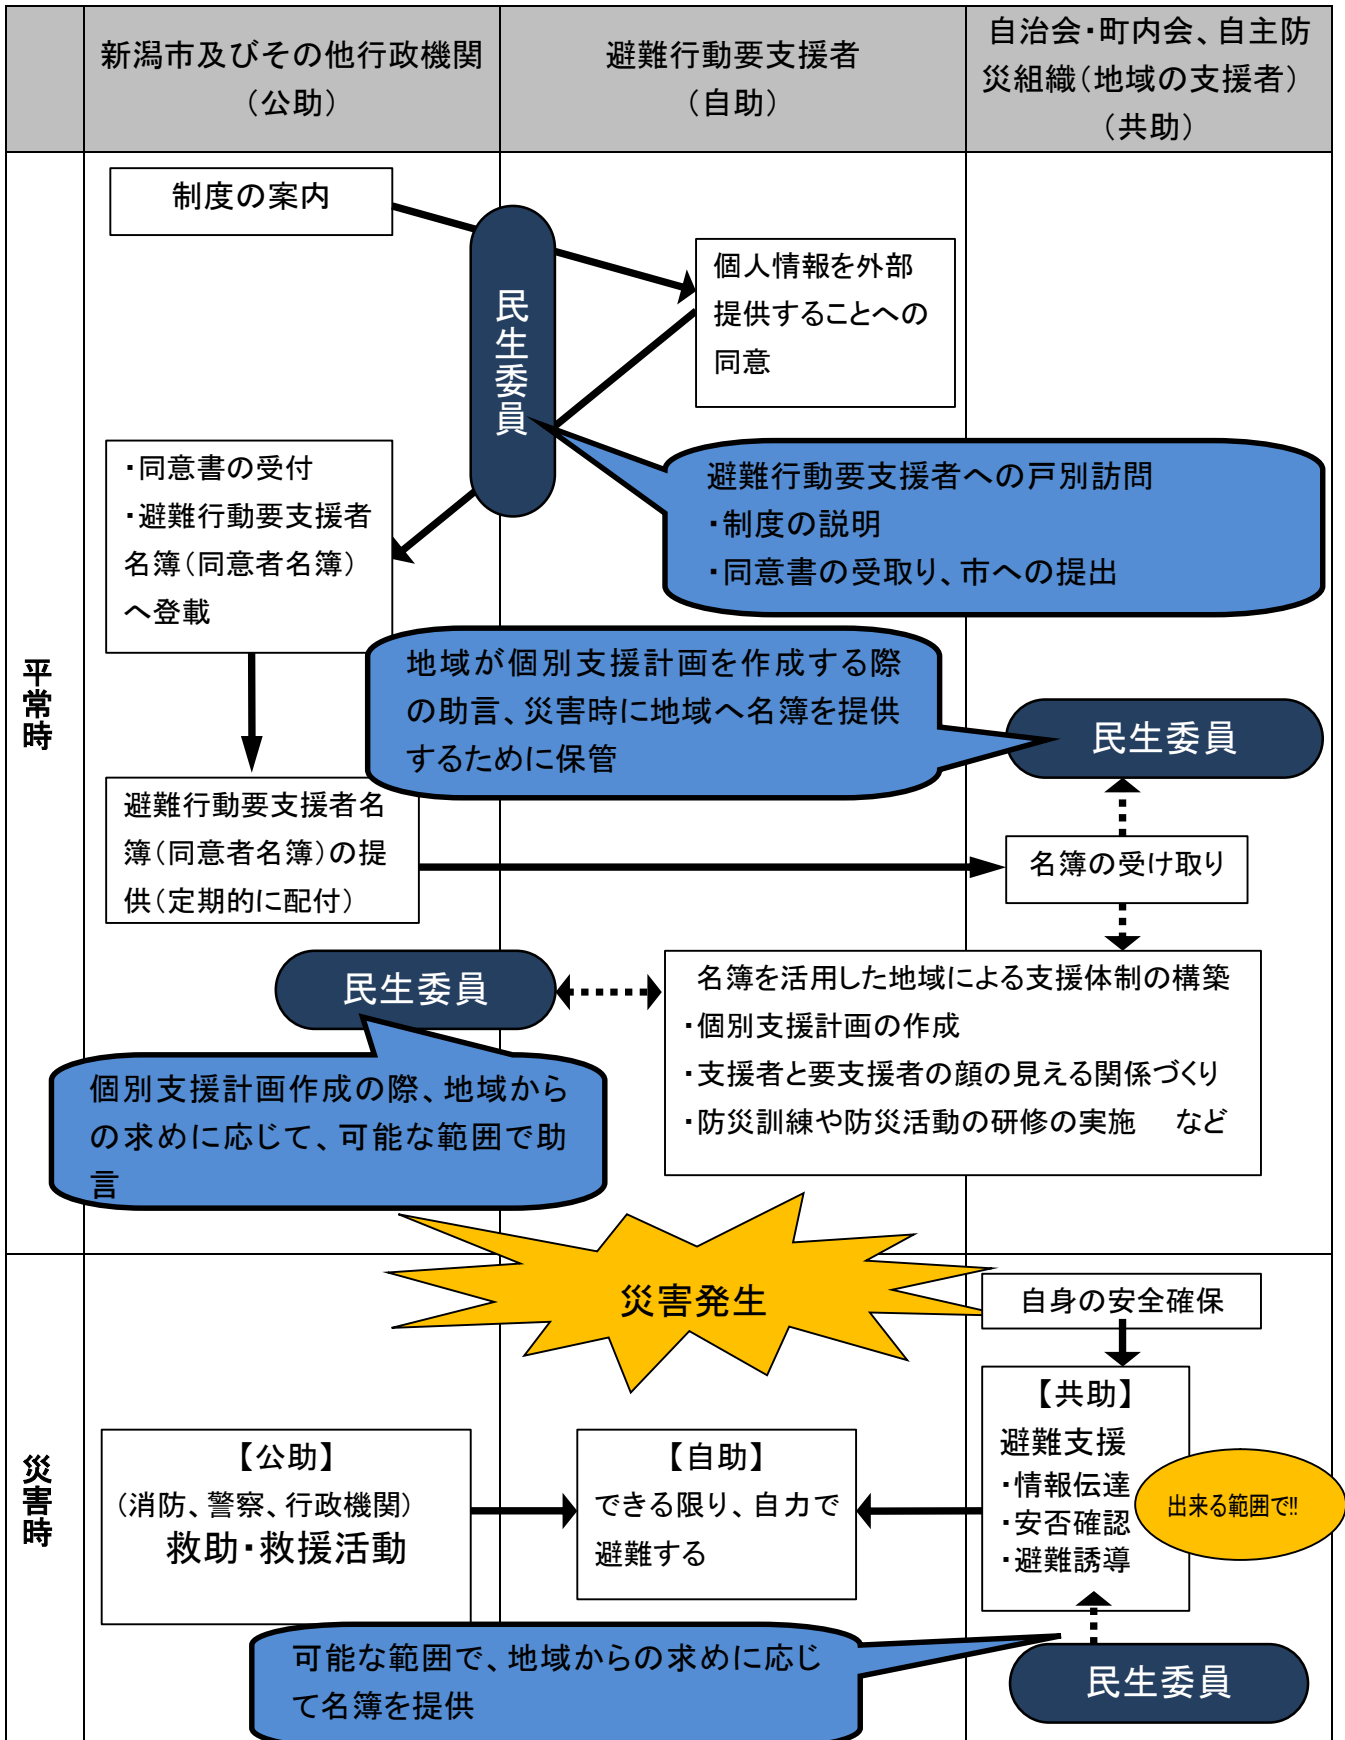 新潟市及びその他行政機関
（公助）
避難行動要支援者
（自助）
自治会・町内会、自主防
災組織（地域の支援者）
（共助）
平常時
制度の案内
民生委員
個人情報を外部
提供することへの
同意
避難行動要支援者への戸別訪問
・制度の説明
・同意書の受取り、市への提出
・同意書の受付
・避難行動要支援者
名簿（同意者名簿）
へ登載
地域が個別支援計画を作成する際
の助言、災害時に地域へ名簿を提供
するために保管
民生委員
避難行動要支援者名
簿（同意者名簿）の提
供（定期的に配付）
名簿の受け取り
民生委員
名簿を活用した地域による支援体制の構築
・個別支援計画の作成
・支援者と要支援者の顔の見える関係づくり
・防災訓練や防災活動の研修の実施　など
個別支援計画作成の際、地域から
の求めに応じて、可能な範囲で助
言
災害発生
災害時
自身の安全確保
【公助】
（消防、警察、行政機関）
救助・救援活動
【自助】
できる限り、自力で
避難する
【共助】
避難支援
・情報伝達
・安否確認
・避難誘導
出来る範囲で!!
可能な範囲で、地域からの求めに応じ
て名簿を提供
民生委員